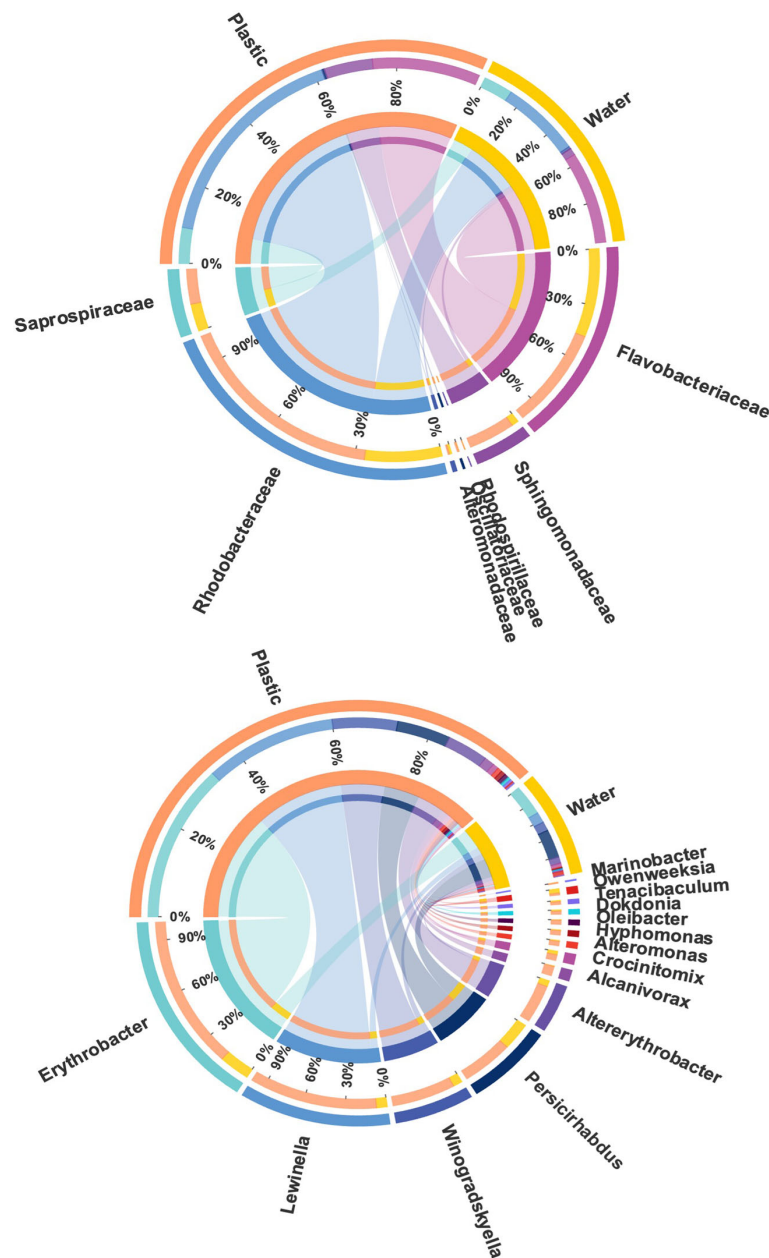 Plastic
Water
0%
20%
40%
60%
80%
0%
20%
40%
60%
80%
0%
30%
60%
90%
0%
30%
60%
90%
Saprospiraceae
Rhodobacteraceae
Alteromonadaceae
Oscillatoriaceae
Rhodospirillaceae
Sphingomonadaceae
Flavobacteriaceae
Plastic
Water
0%
20%
40%
60%
80%
90%
60%
30%
0%
90%
60%
30%
0%
Marinobacter
Owenweeksia
Tenacibaculum
Dokdonia
Oleibacter
Hyphomonas
Alteromonas
Crocinitomix
Alcanivorax
Altererythrobacter
Persicirhabdus
Winogradskyella
Lewinella
Erythrobacter